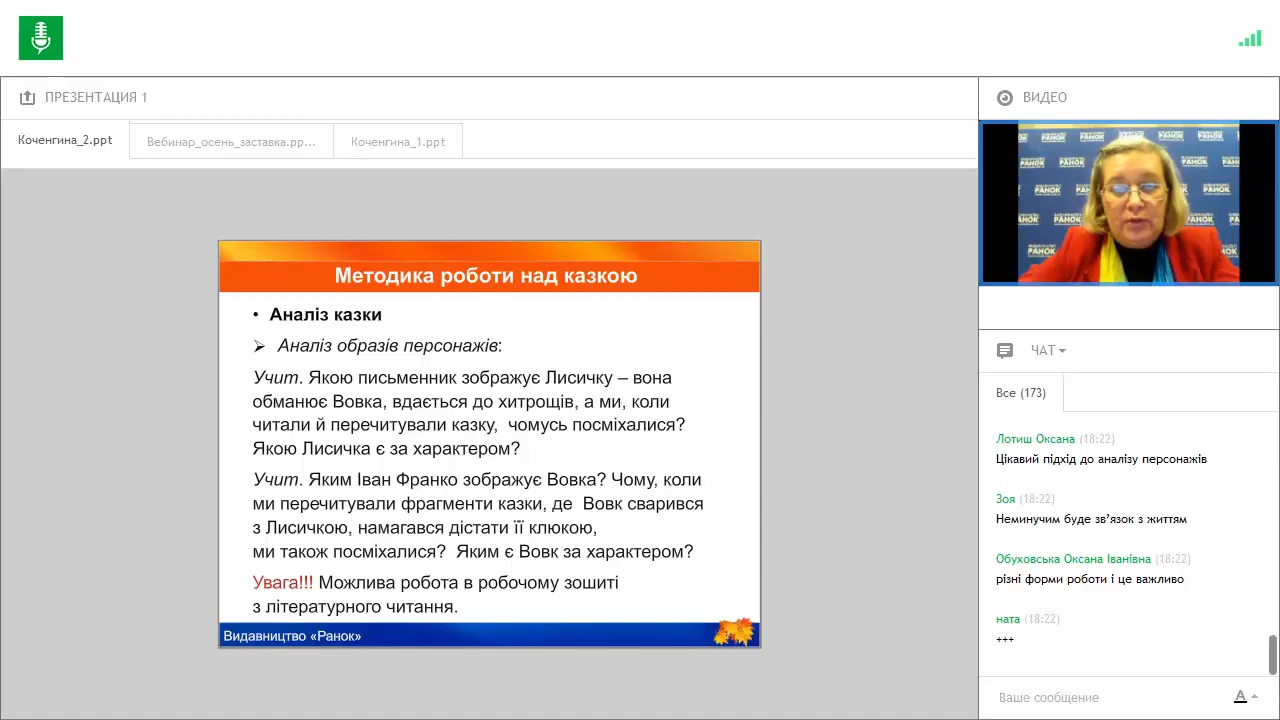 ПРЕЗЕНТАЦИЯ 1
Коченгина_2.ppt
Вебинар_осень_заставка.pp...
Коченгина_1.ppt
Методика роботи над казкою
• Аналіз казки
Аналіз образів персонажів:
Учит. Якою письменник зображує Лисичку – вона
обманює Вовка, вдається до хитрощів, а ми, коли
читали й перечитували казку, чомусь посміхалися?
Якою Лисичка є за характером?
Учит. Яким Іван Франко зображує Вовка? Чому, коли
ми перечитували фрагменти казки, де Вовк сварився
з Лисичкою, намагався дістати її клюкою,
ми також посміхалися? Яким є Вовк за характером?
Увага!!! Можлива робота в робочому зошиті
з літературного читання.
Видавництво «Ранок»
ВИДЕО
РАНОК
РАНОК
РАНОК
РАНОК
РАНОК
ЧАТ
Все (173)
Лотиш Оксана (18:22)
Цікавий підхід до аналізу персонажів
Зоя (18:22)
Неминучим буде зв'язок з життям
Обуховська Оксана Іванівна (18:22)
різні форми роботи і це важливо
ната (18:22)
+++
Ваше сообщение
A